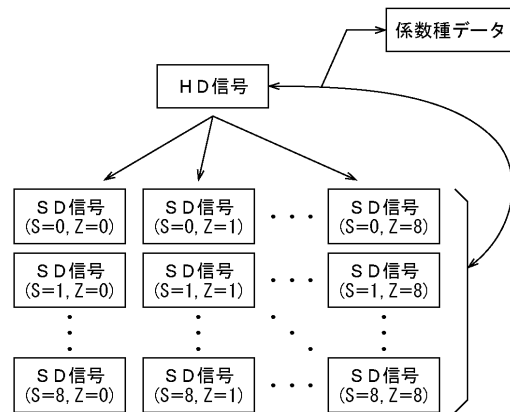 係数種データ
HD信号
SD信号
(S=0,Z=0)
SD信号
(S=0,Z=1)
SD信号
(S=0,Z=8)
SD信号
(S=1,Z=0)
SD信号
(S=1,Z=1)
SD信号
(S=1,Z=8)
SD信号
(S=8,Z=0)
SD信号
(S=8,Z=1)
SD信号
(S=8,Z=8)